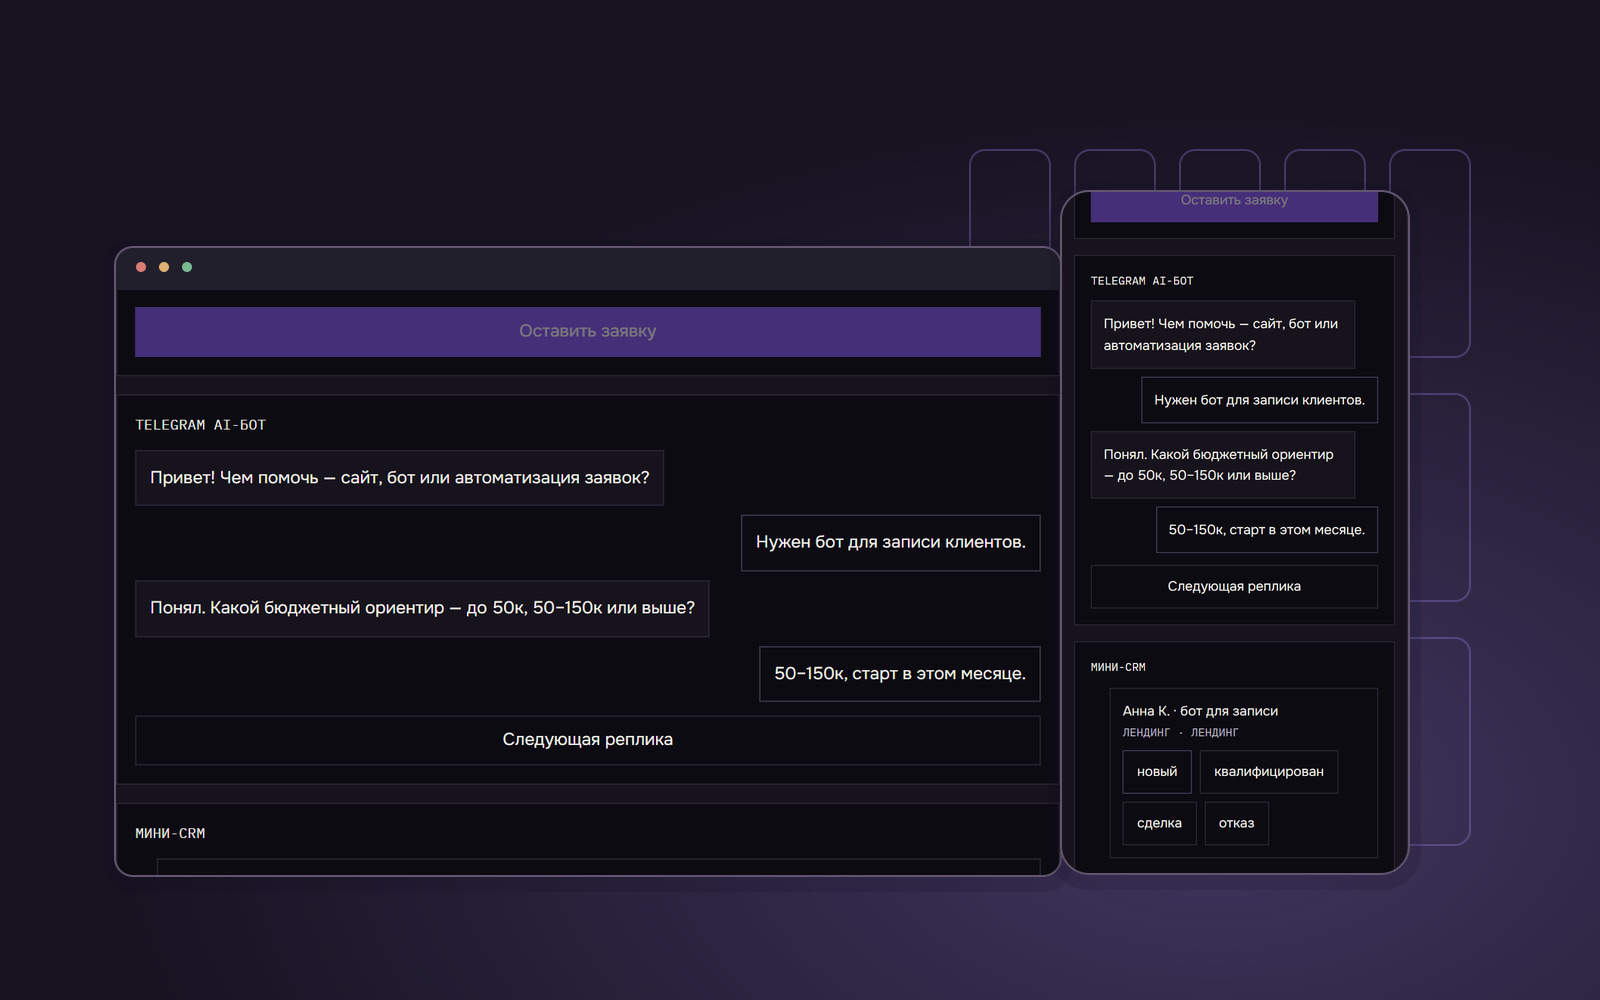 Оставить заявку
TELEGRAM AI-БОТ
Привет! Чем помочь — сайт, бот или автоматизация заявок?
Нужен бот для записи клиентов.
Понял. Какой бюджетный ориентир — до 50к, 50–150к или выше?
50–150к, старт в этом месяце.
Следующая реплика
МИНИ-CRM
Оставить заявку
TELEGRAM AI-БОТ
Привет! Чем помочь — сайт, бот или
автоматизация заявок?
Нужен бот для записи клиентов.
Понял. Какой бюджетный ориентир
— до 50к, 50–150к или выше?
50–150к, старт в этом месяце.
Следующая реплика
МИНИ-CRM
Анна К. · бот для записи
ЛЕНДИНГ · ЛЕНДИНГ
новый квалифицирован
сделка отказ